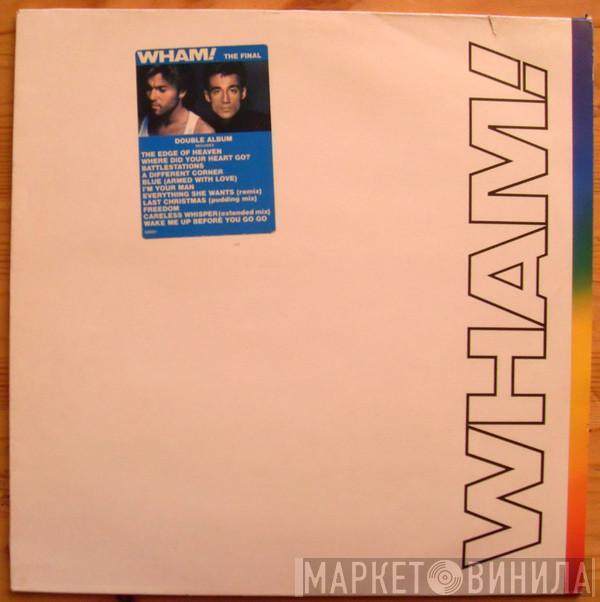 WHAM! THE FINAL
DOUBLE ALBUM
INCLUDES
THE EDGE OF HEAVEN
WHERE DID YOUR HEART GO?
BATTLESTATIONS
A DIFFERENT CORNER
BLUE (ARMED WITH LOVE)
I'M YOUR MAN
EVERYTHING SHE WANTS (remix)
LAST CHRISTMAS (pudding mix)
FREEDOM
CARELESS WHISPER (extended mix)
WAKE ME UP BEFORE YOU GO GO
WHAM!
МАРКЕТ ВИНИЛА